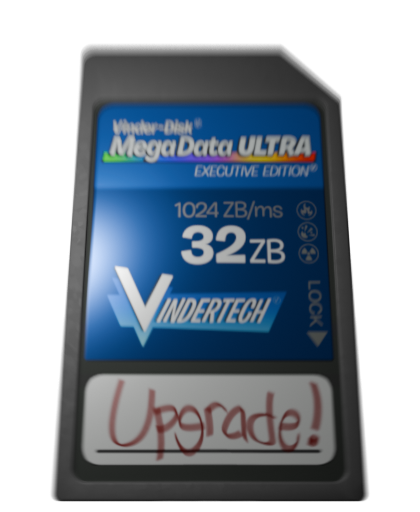 Vinder-Disk®
MegaData ULTRA
EXECUTIVE EDITION®
1024 ZB/ms
32ZB
LOCK
VINDERTECH
Upgrade!